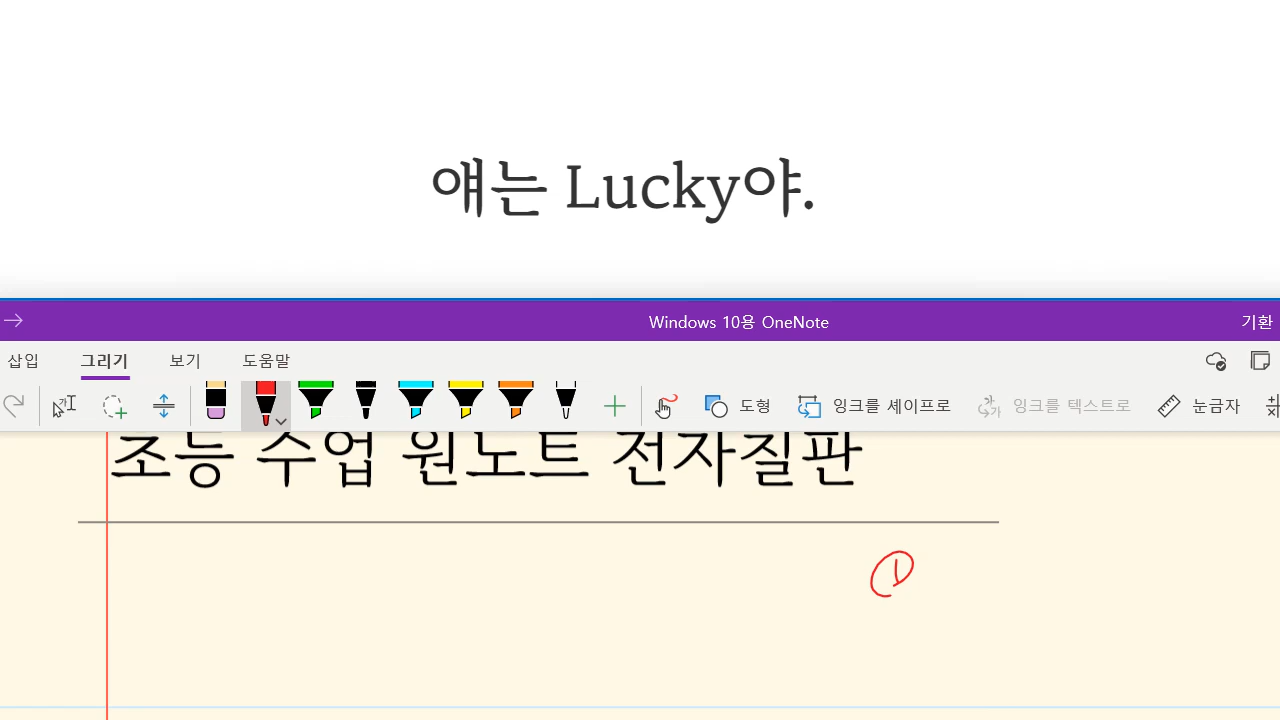 얘는 Lucky야.
Windows 10용 OneNote
기환
삽입 그리기 보기 도움말
도형 잉크를 셰이프로 잉크를 텍스트로 눈금자
초등 수업 원노트 전자칠판
①